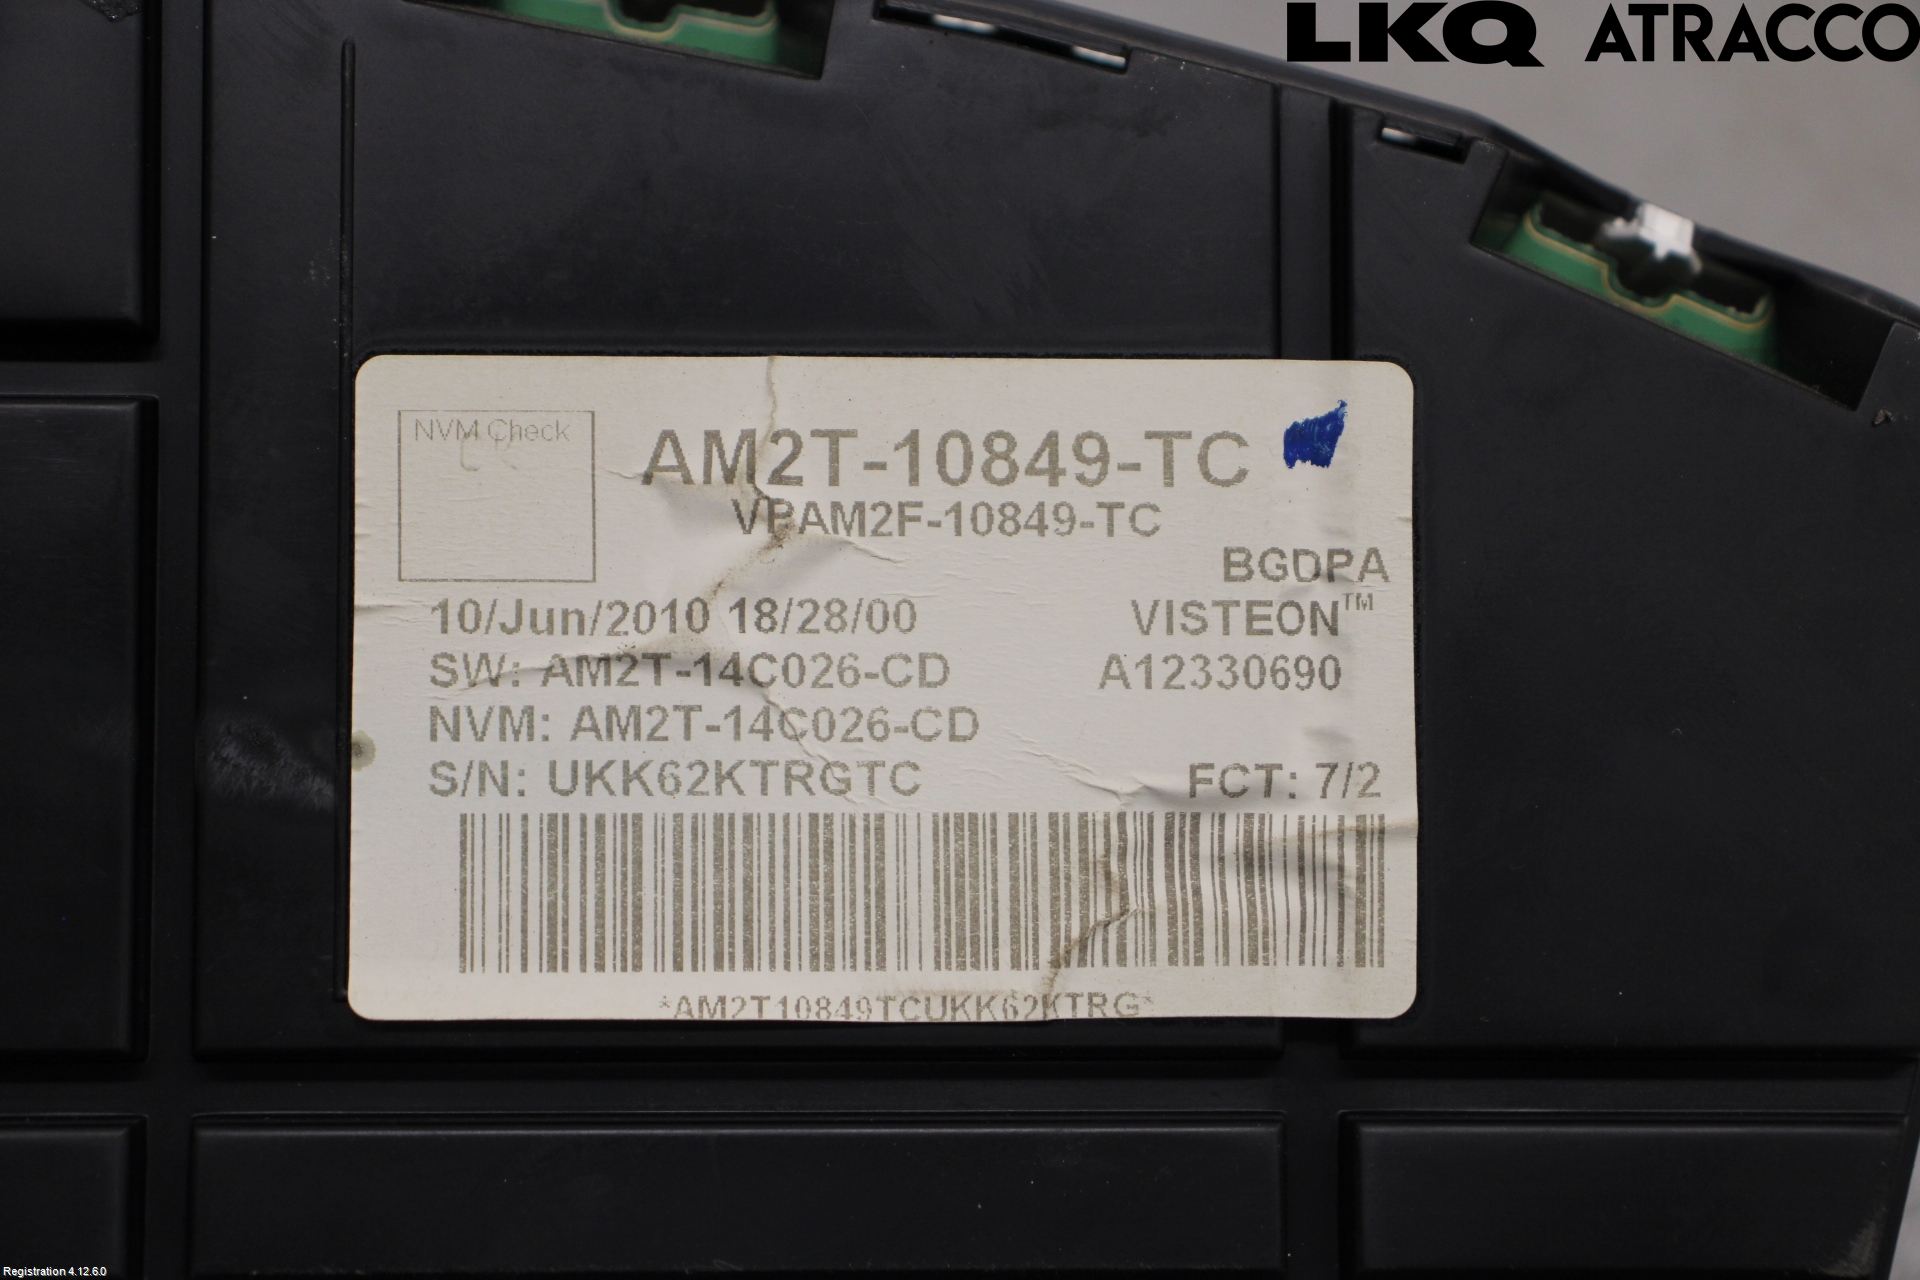 LKQ ATRACCO
NVM Check
AM2T-10849-TC
VPAM2F-10849-TC
BGDPA
10/Jun/2010 18/28/00
VISTEON™
SW: AM2T-14C026-CD
A12330690
NVM: AM2T-14C026-CD
S/N: UKK62KTRGTC
FCT: 7/2
*AM2T10849TCUKK62KTRG*
Registration 4.12.6.0